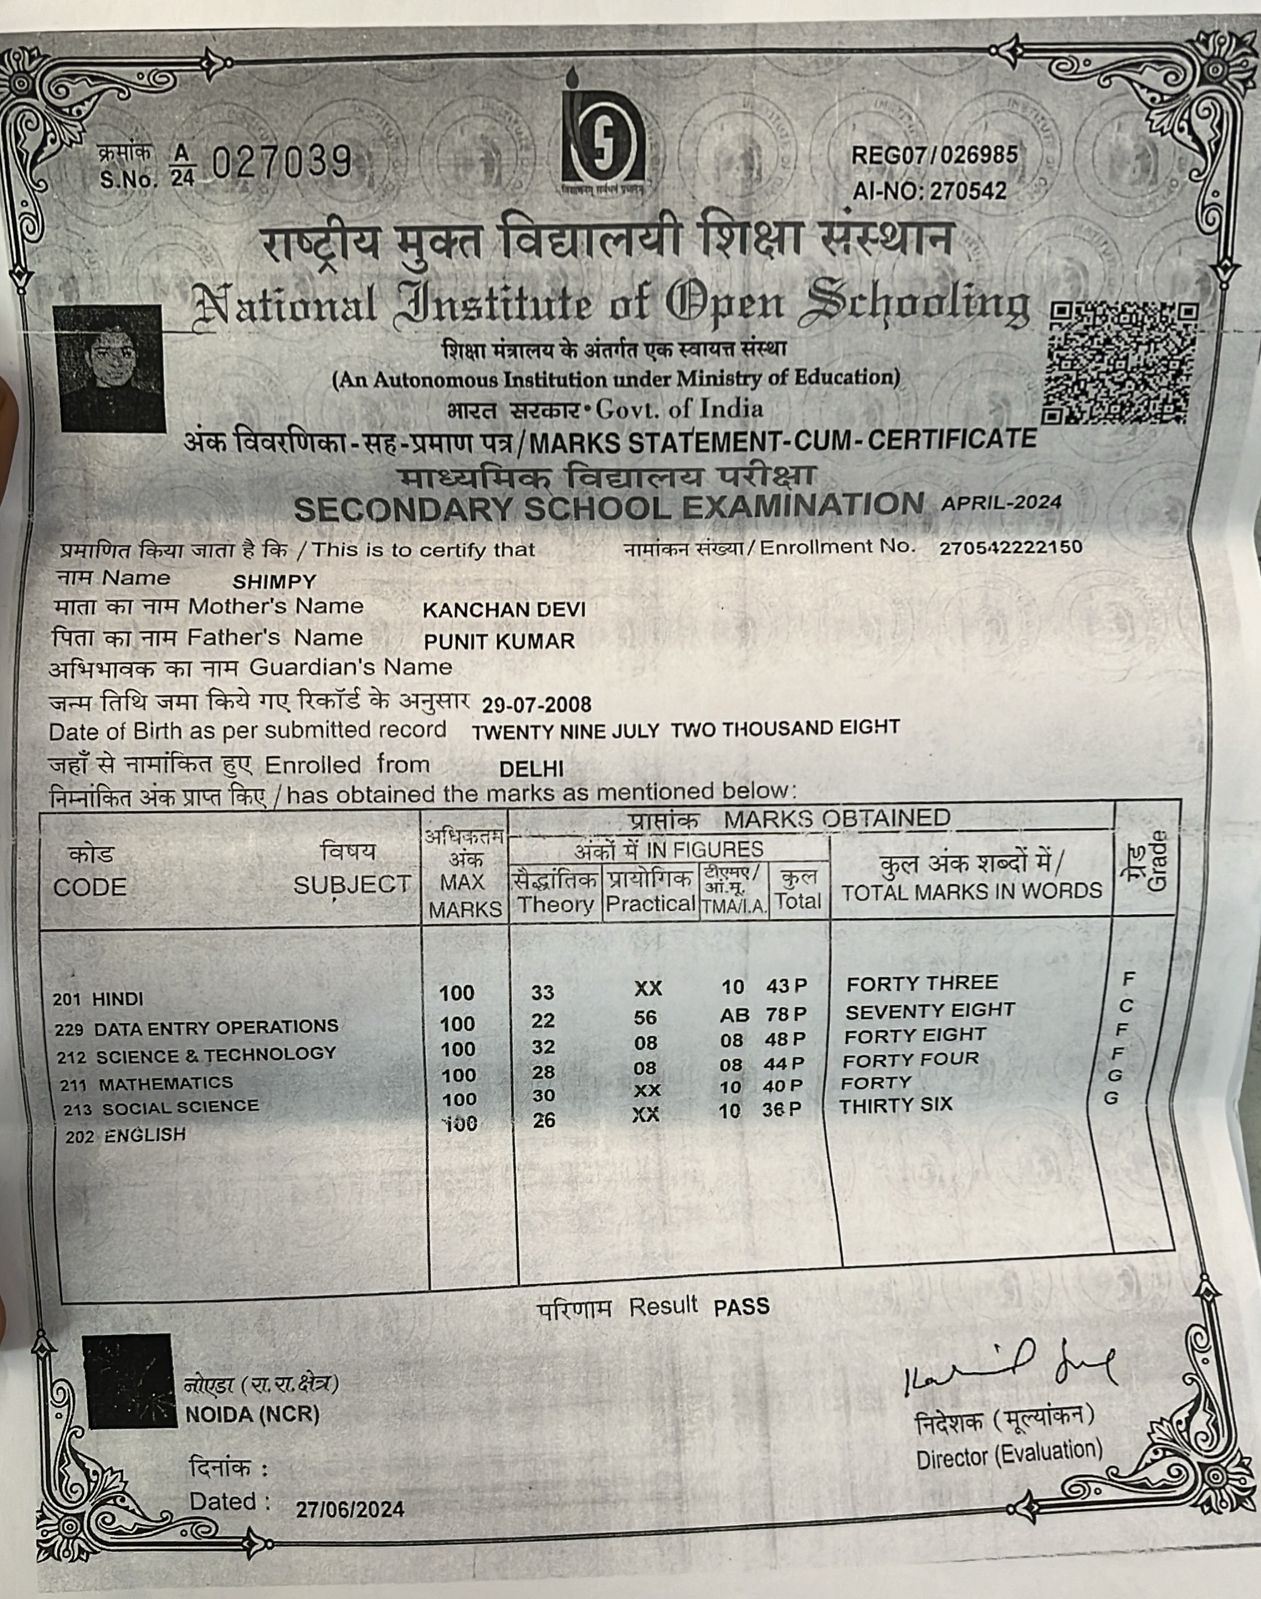 क्रमांक A
S.No. 24 027039
REG07/026985
AI-NO: 270542
राष्ट्रीय मुक्त विद्यालयी शिक्षा संस्थान
National Institute of Open Schooling
शिक्षा मंत्रालय के अंतर्गत एक स्वायत्त संस्था
(An Autonomous Institution under Ministry of Education)
भारत सरकार • Govt. of India
अंक विवरणिका-सह-प्रमाण पत्र/MARKS STATEMENT-CUM-CERTIFICATE
माध्यमिक विद्यालय परीक्षा
SECONDARY SCHOOL EXAMINATION APRIL-2024
प्रमाणित किया जाता है कि / This is to certify that नामांकन संख्या/Enrollment No. 270542222150
नाम Name SHIMPY
माता का नाम Mother's Name KANCHAN DEVI
पिता का नाम Father's Name PUNIT KUMAR
अभिभावक का नाम Guardian's Name
जन्म तिथि जमा किये गए रिकॉर्ड के अनुसार 29-07-2008
Date of Birth as per submitted record TWENTY NINE JULY TWO THOUSAND EIGHT
जहाँ से नामांकित हुए Enrolled from DELHI
निम्नांकित अंक प्राप्त किए / has obtained the marks as mentioned below:
कोड CODE विषय SUBJECT अधिकतम अंक MAX MARKS प्राप्तांक MARKS OBTAINED ग्रेड Grade
अंकों में IN FIGURES कुल अंक शब्दों में/ TOTAL MARKS IN WORDS
सैद्धांतिक Theory प्रायोगिक Practical टीएमए/आं.मू. TMA/I.A. कुल Total
201 HINDI 100 33 XX 10 43 P FORTY THREE F
229 DATA ENTRY OPERATIONS 100 22 56 AB 78 P SEVENTY EIGHT C
212 SCIENCE & TECHNOLOGY 100 32 08 08 48 P FORTY EIGHT F
211 MATHEMATICS 100 28 08 08 44 P FORTY FOUR F
213 SOCIAL SCIENCE 100 30 XX 10 40 P FORTY G
202 ENGLISH 100 26 XX 10 36 P THIRTY SIX G
परिणाम Result PASS
नोएडा (रा.रा.क्षेत्र)
NOIDA (NCR)
निदेशक (मूल्यांकन)
Director (Evaluation)
दिनांक :
Dated : 27/06/2024